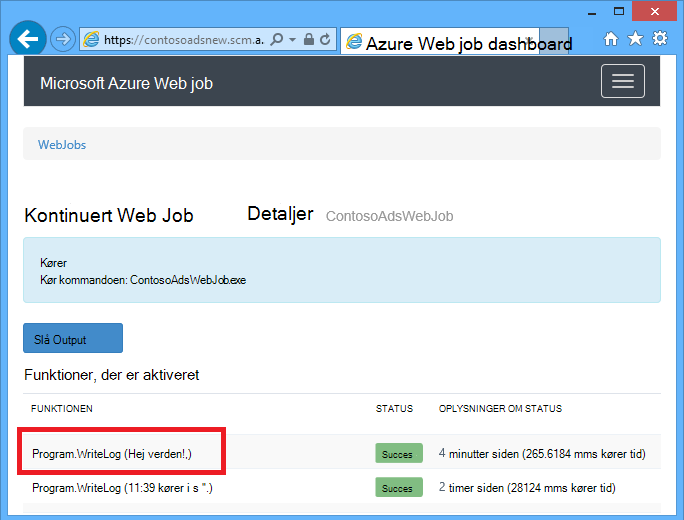 https://contosoadsnew.scm.a. Azure Web job dashboard
Microsoft Azure Web job
WebJobs
Kontinuert Web Job Detaljer ContosoAdsWebJob
Kører
Kør kommandoen: ContosoAdsWebJob.exe
Slå Output
Funktioner, der er aktiveret
FUNKTIONEN STATUS OPLYSNINGER OM STATUS
Program.WriteLog (Hej verden!,) Succes 4 minutter siden (265.6184 mms kører tid)
Program.WriteLog (11:39 kører i s ".) Succes 2 timer siden (28124 mms kører tid)